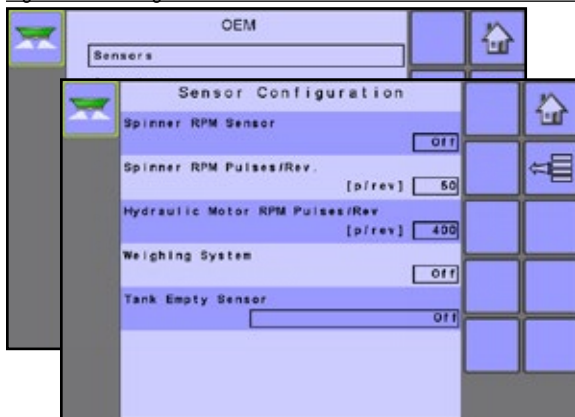 OEM
Sensors
Sensor Configuration
Spinner RPM Sensor
Off
Spinner RPM Pulses/Rev.
[p/rev] 50
Hydraulic Motor RPM Pulses/Rev
[p/rev] 400
Weighing System
Off
Tank Empty Sensor
Off